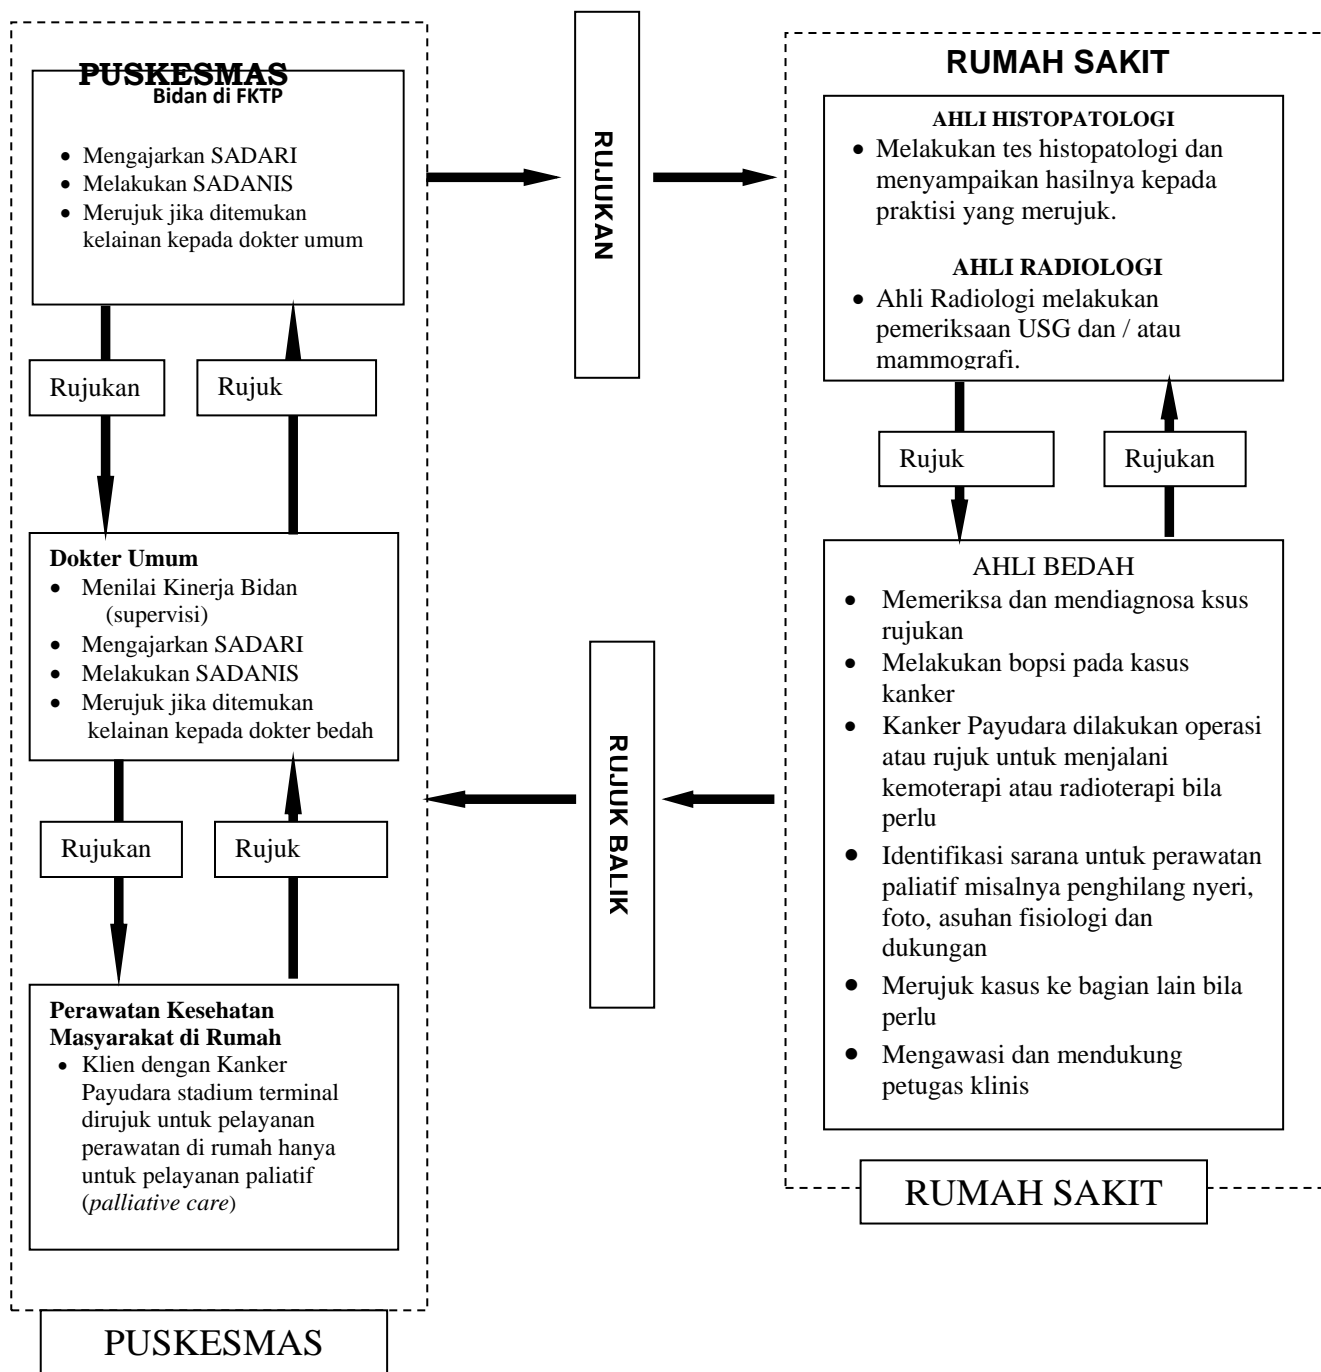 PUSKESMAS
Bidan di FKTP
• Mengajarkan SADARI
• Melakukan SADANIS
• Merujuk jika ditemukan
kelainan kepada dokter umum
Rujukan
Rujuk
Dokter Umum
• Menilai Kinerja Bidan
(supervisi)
• Mengajarkan SADARI
• Melakukan SADANIS
• Merujuk jika ditemukan
kelainan kepada dokter bedah
Rujukan
Rujuk
Perawatan Kesehatan
Masyarakat di Rumah
• Klien dengan Kanker
Payudara stadium terminal
dirujuk untuk pelayanan
perawatan di rumah hanya
untuk pelayanan paliatif
(palliative care)
PUSKESMAS
RUJUKAN
RUJUK BALIK
RUMAH SAKIT
AHLI HISTOPATOLOGI
• Melakukan tes histopatologi dan
menyampaikan hasilnya kepada
praktisi yang merujuk.
AHLI RADIOLOGI
• Ahli Radiologi melakukan
pemeriksaan USG dan / atau
mammografi.
Rujuk
Rujukan
AHLI BEDAH
• Memeriksa dan mendiagnosa ksus
rujukan
• Melakukan bopsi pada kasus
kanker
• Kanker Payudara dilakukan operasi
atau rujuk untuk menjalani
kemoterapi atau radioterapi bila
perlu
• Identifikasi sarana untuk perawatan
paliatif misalnya penghilang nyeri,
foto, asuhan fisiologi dan
dukungan
• Merujuk kasus ke bagian lain bila
perlu
• Mengawasi dan mendukung
petugas klinis
RUMAH SAKIT